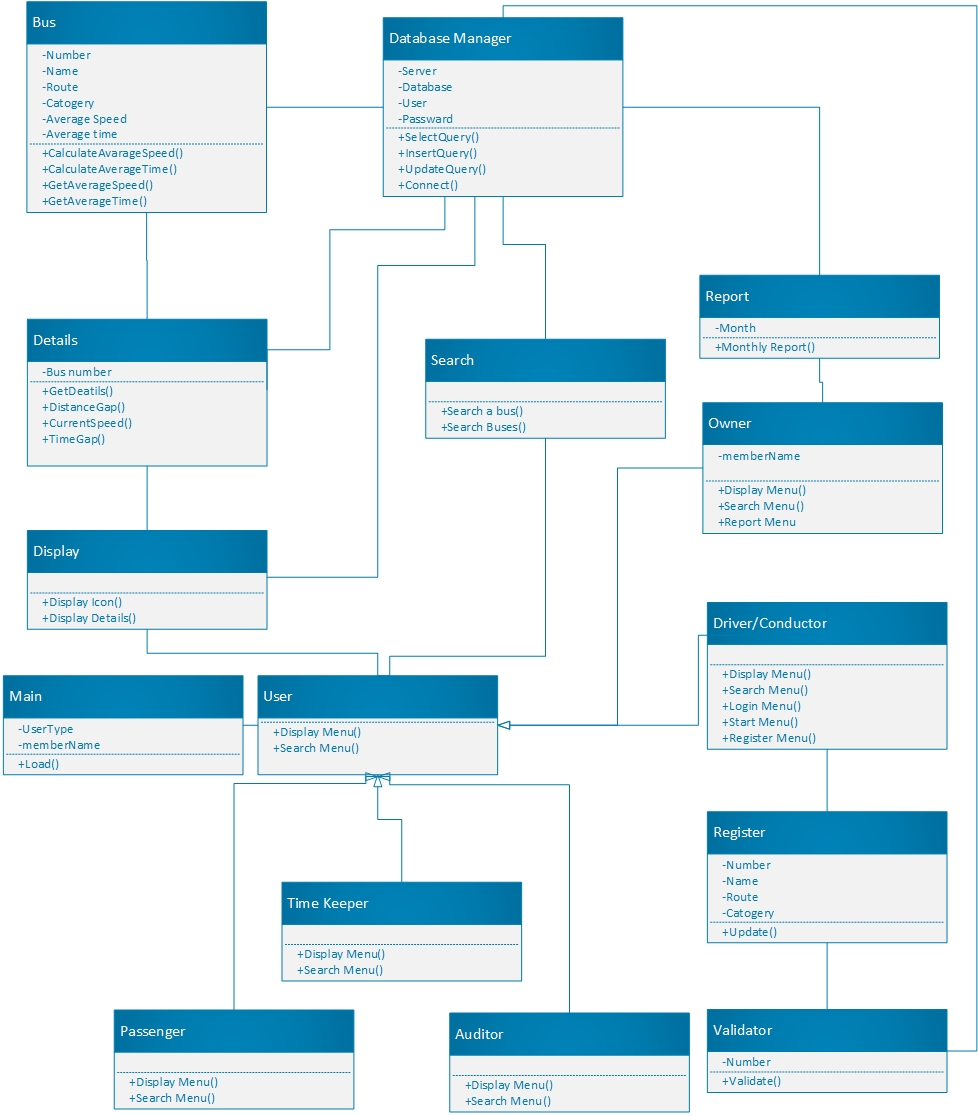 Bus
-Number
-Name
-Route
-Catogery
-Average Speed
-Average time
+CalculateAvarageSpeed()
+CalculateAverageTime()
+GetAverageSpeed()
+GetAverageTime()
Database Manager
-Server
-Database
-User
-Passward
+SelectQuery()
+InsertQuery()
+UpdateQuery()
+Connect()
Report
-Month
+Monthly Report()
Details
-Bus number
+GetDeatils()
+DistanceGap()
+CurrentSpeed()
+TimeGap()
Search
+Search a bus()
+Search Buses()
Owner
-memberName
+Display Menu()
+Search Menu()
+Report Menu
Display
+Display Icon()
+Display Details()
Driver/Conductor
+Display Menu()
+Search Menu()
+Login Menu()
+Start Menu()
+Register Menu()
Main
-UserType
-memberName
+Load()
User
+Display Menu()
+Search Menu()
Register
-Number
-Name
-Route
-Catogery
+Update()
Time Keeper
+Display Menu()
+Search Menu()
Passenger
+Display Menu()
+Search Menu()
Auditor
+Display Menu()
+Search Menu()
Validator
-Number
+Validate()